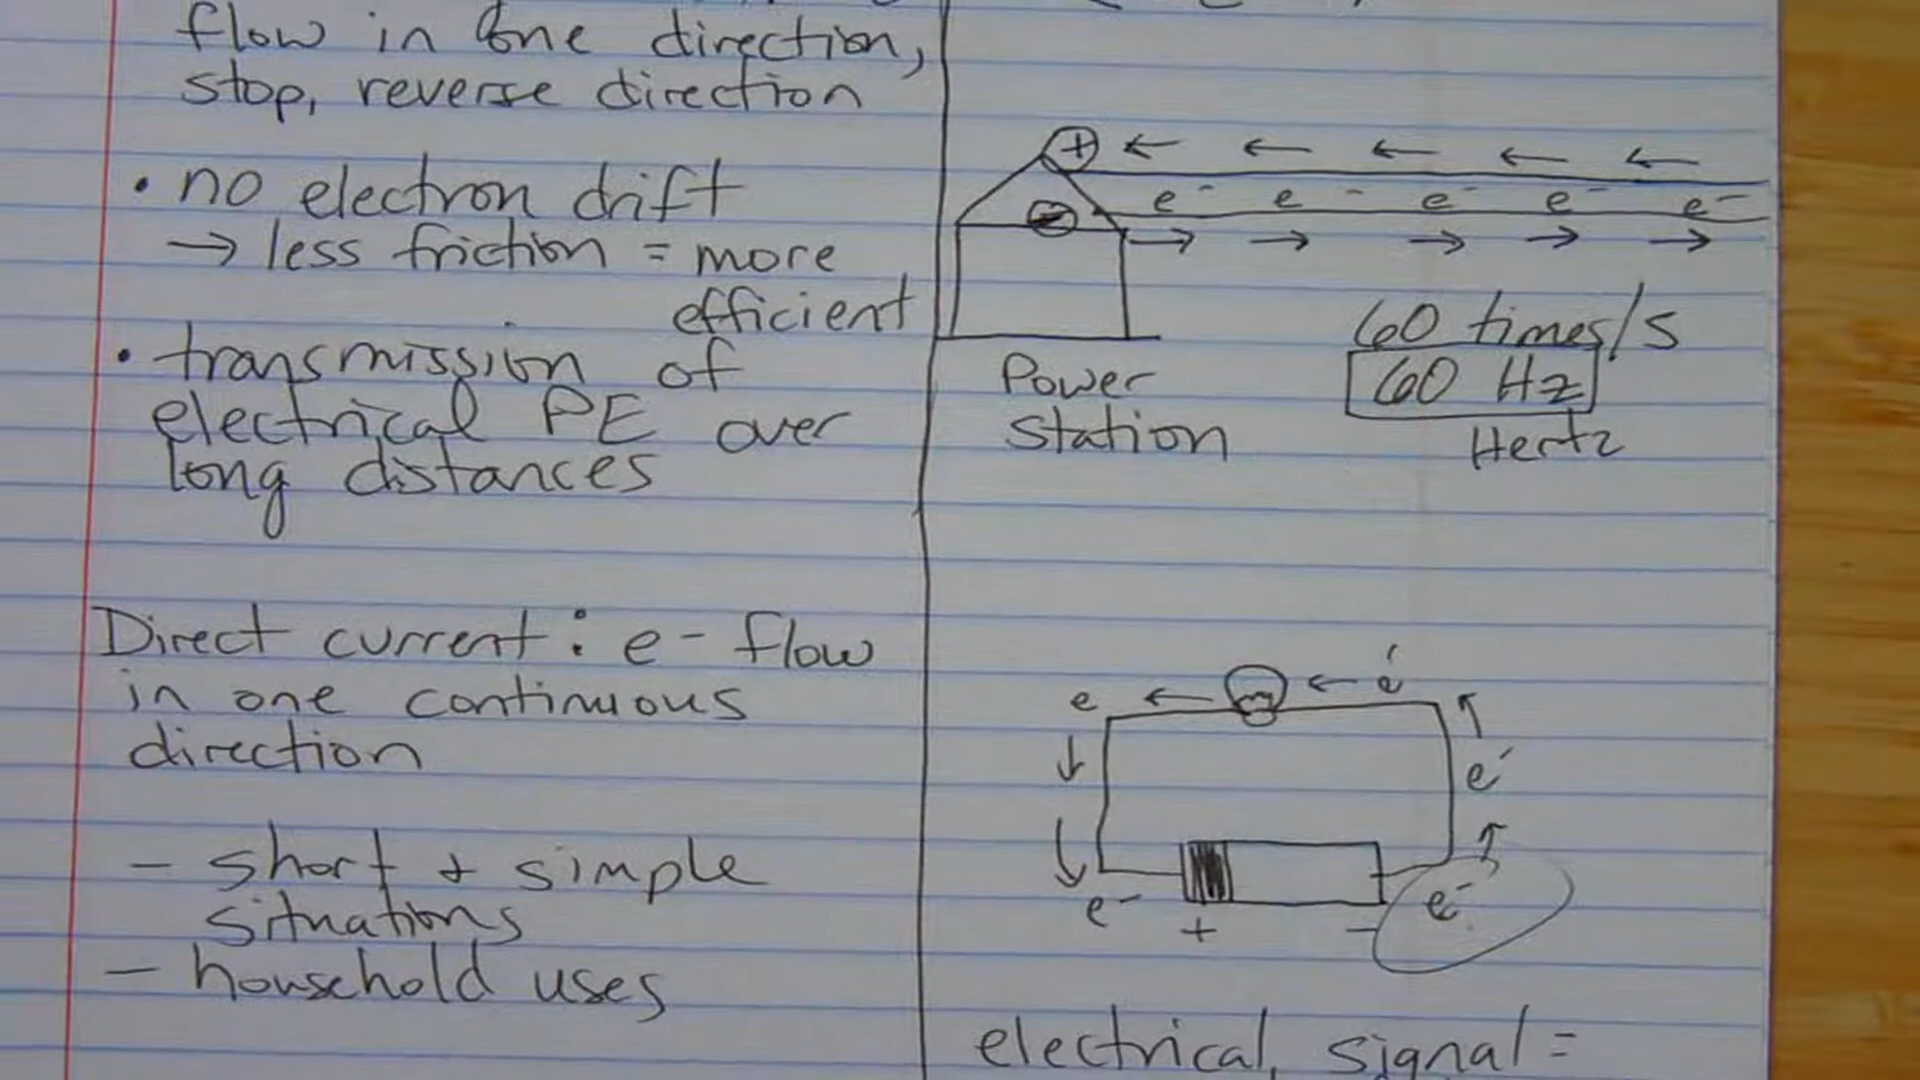 flow in one direction,
stop, reverse direction
• no electron drift
→ less friction = more
efficient
• transmission of
electrical PE over
long distances
Direct current : e- flow
in one continuous
direction
- short + simple
situations
- household uses
+ ← ← ← ← ←
e- e- e- e- e-
- → → → → →
Power
Station
60 times/s
60 Hz
Hertz
e ← ← e-
e-
e- + - e-
electrical signal =